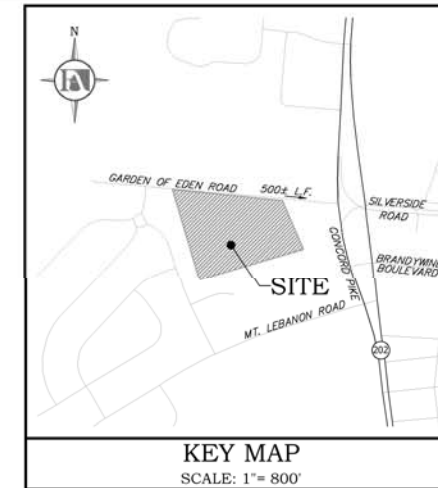 N
GARDEN OF EDEN ROAD
500± L.F.
SILVERSIDE
ROAD
CONCORD PIKE
BRANDYWINE
BOULEVARD
SITE
MT. LEBANON ROAD
202
KEY MAP
SCALE: 1"= 800'